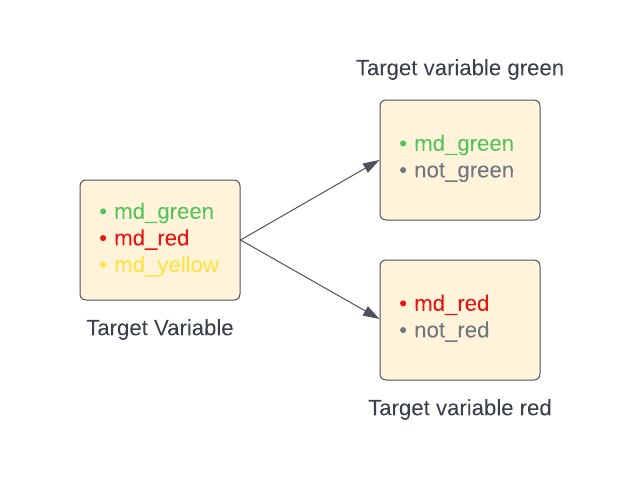 Target variable green
• md_green
• not_green
• md_green
• md_red
• md_yellow
Target Variable
• md_red
• not_red
Target variable red